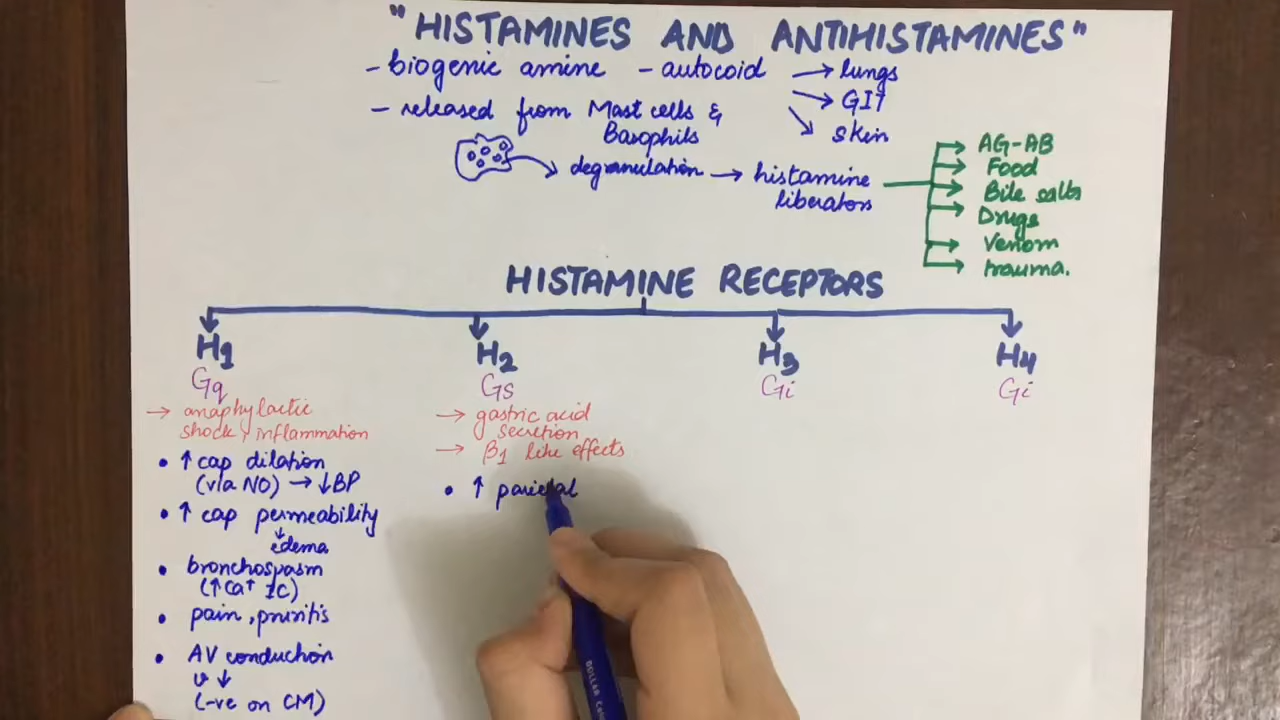 "HISTAMINES AND ANTIHISTAMINES"
- biogenic amine - autocoid → lungs
→ GIT
→ skin
- released from Mast cells &
Basophils
degranulation → histamine
liberators
AG-AB
Food
Bile salts
Drugs
Venom
trauma.
HISTAMINE RECEPTORS
H1
Gq
→ anaphylactic
shock, inflammation
• ↑ cap dilation
(via NO) → ↓BP
• ↑ cap permeability
↓
edema
• bronchospasm
(↑Ca↑ IC)
• pain, pruritis
• AV conduction
↓
(-ve on CM)
H2
Gs
→ gastric acid
secretion
→ β1 like effects
• ↑ parietal
H3
Gi
H4
Gi
DOLLAR